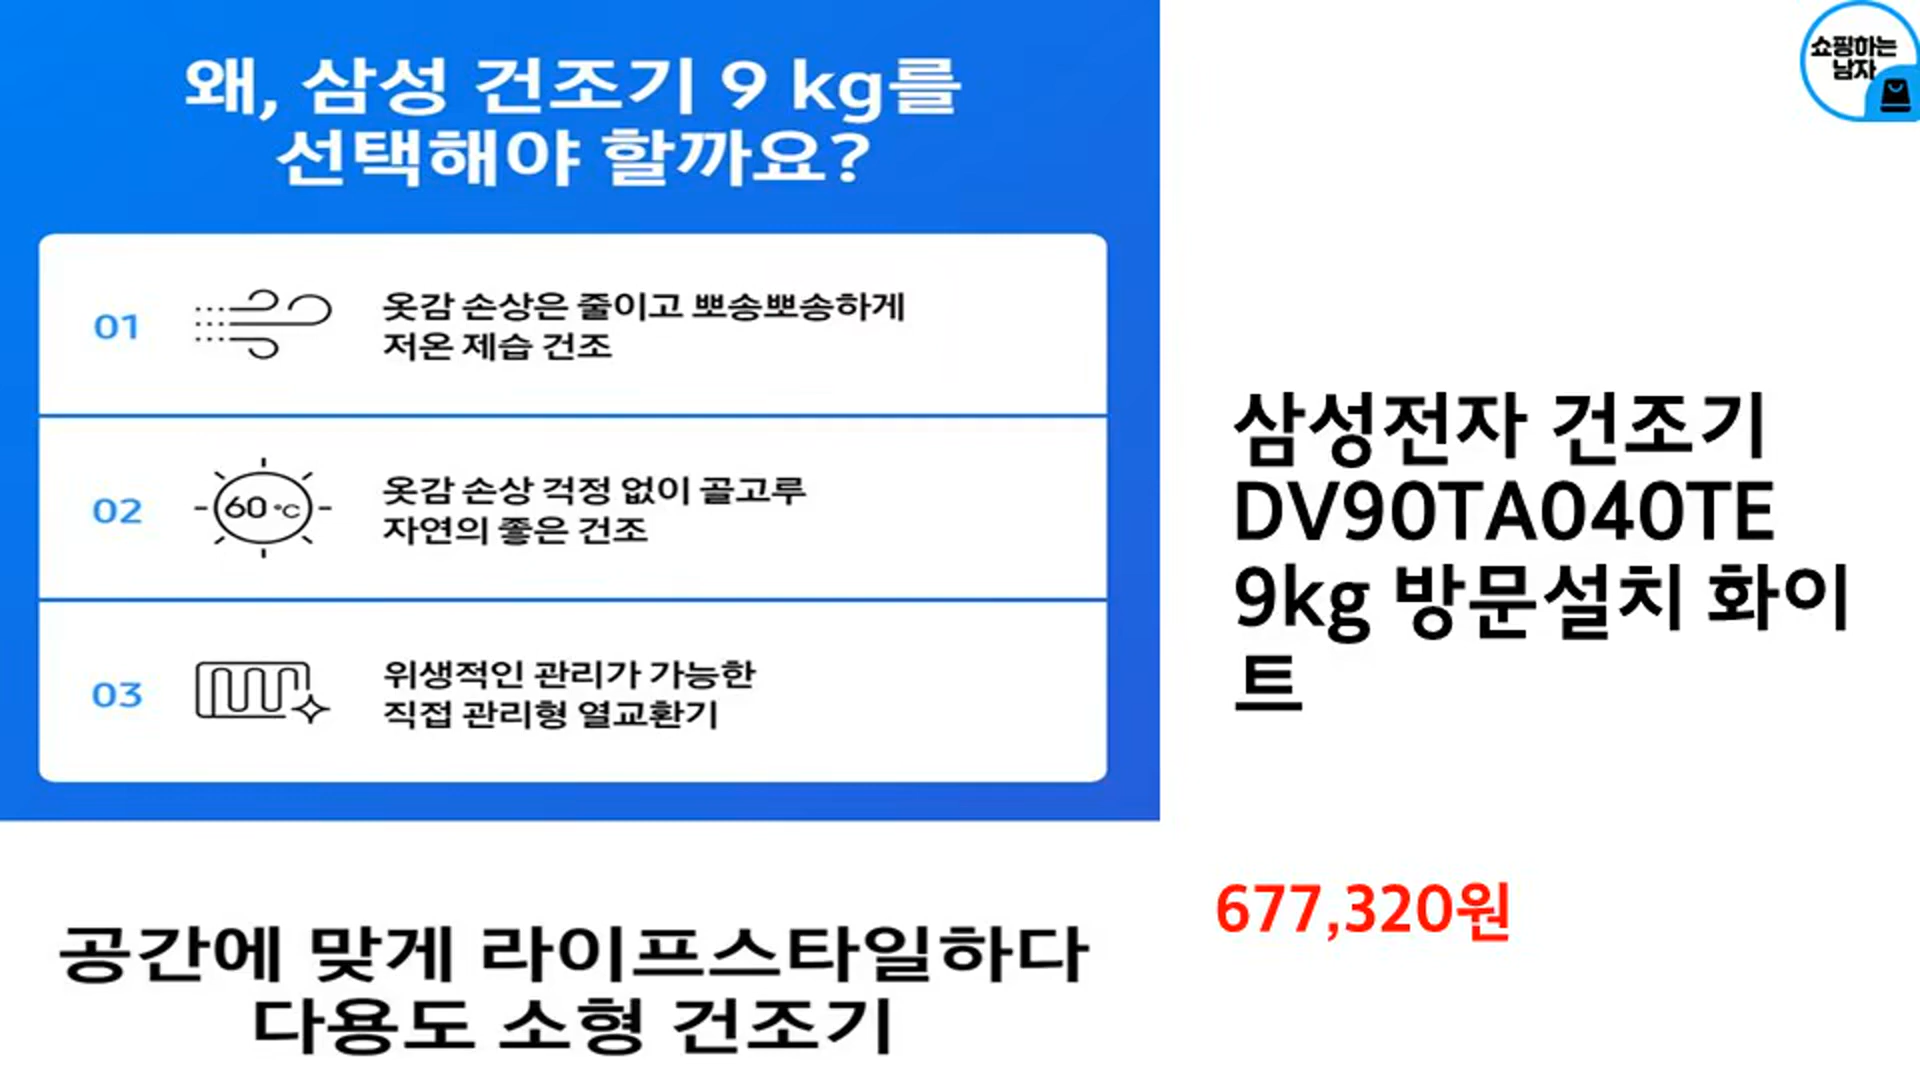 왜, 삼성 건조기 9 kg를
선택해야 할까요?
01
옷감 손상은 줄이고 뽀송뽀송하게
저온 제습 건조
02
60 °C
옷감 손상 걱정 없이 골고루
자연의 좋은 건조
03
위생적인 관리가 가능한
직접 관리형 열교환기
공간에 맞게 라이프스타일하다
다용도 소형 건조기
쇼핑하는
남자
삼성전자 건조기
DV90TA040TE
9kg 방문설치 화이
트
677,320원